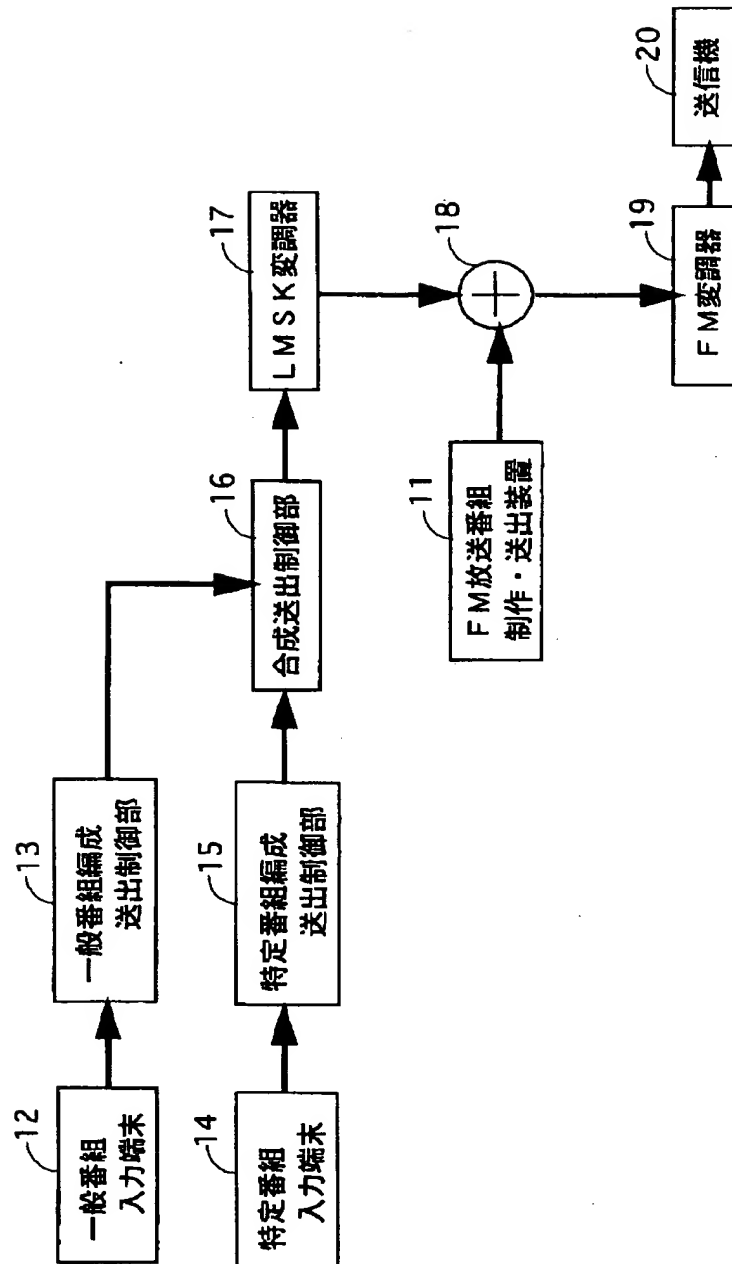 12
一般番組
入力端末
13
一般番組編成
送出制御部
14
特定番組
入力端末
15
特定番組編成
送出制御部
16
合成送出制御部
17
LMSK変調器
11
FM放送番組
制作・送出装置
18
19
FM変調器
20
送信機